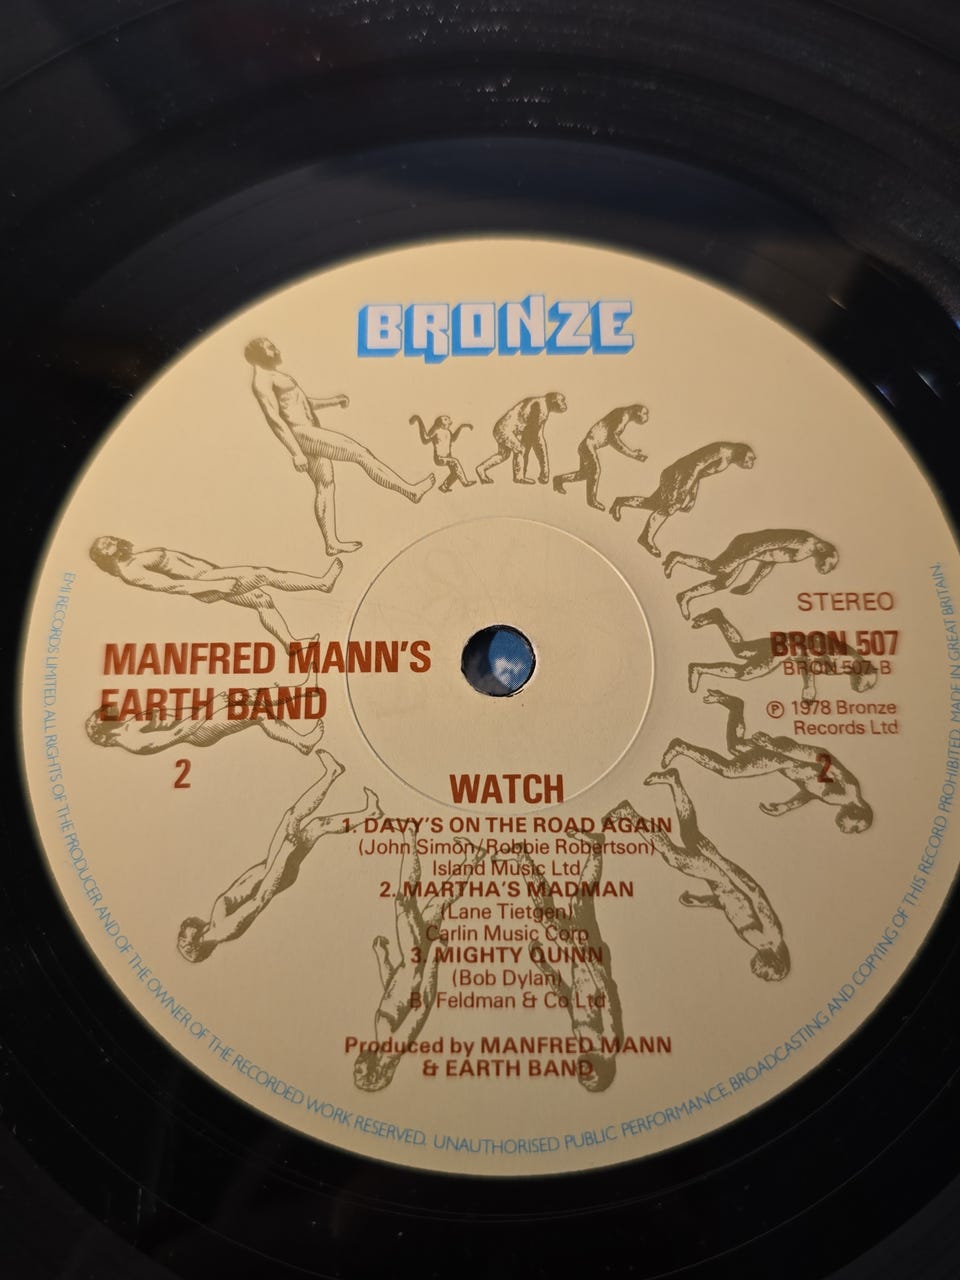 BRONZE
STEREO
BRON 507
BRON 507-B
℗ 1978 Bronze
Records Ltd
2
MANFRED MANN'S
EARTH BAND
2
WATCH
1. DAVY'S ON THE ROAD AGAIN
(John Simon/Robbie Robertson)
Island Music Ltd
2. MARTHA'S MADMAN
(Lane Tietgen)
Carlin Music Corp
3. MIGHTY QUINN
(Bob Dylan)
B. Feldman & Co Ltd
Produced by MANFRED MANN
& EARTH BAND
EMI RECORDS LIMITED. ALL RIGHTS OF THE PRODUCER AND OF THE OWNER OF THE RECORDED WORK RESERVED. UNAUTHORISED PUBLIC PERFORMANCE, BROADCASTING AND COPYING OF THIS RECORD PROHIBITED. MADE IN GREAT BRITAIN.